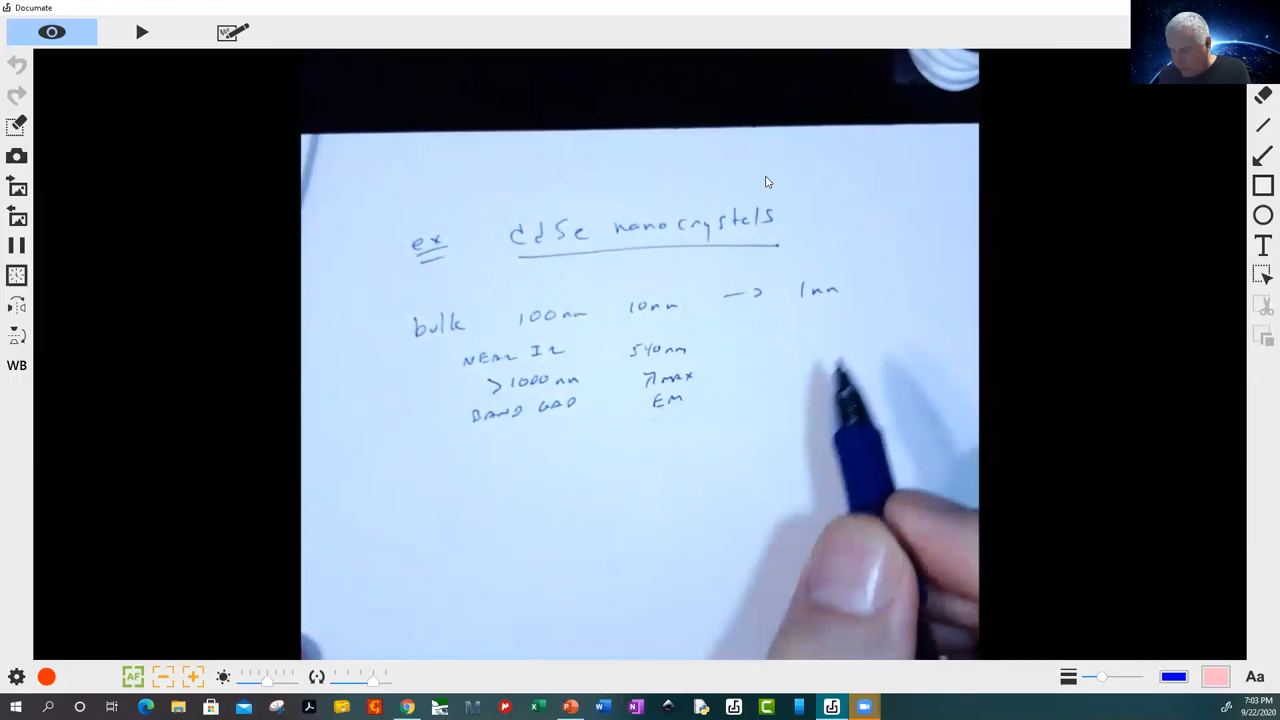 Documate
ex CdSe nanocrystals
bulk 100nm 10nm → 1nm
NEAR IR 540nm
>1000nm λMAX
BAND GAP EM
WB
T
AF
Aa
7:03 PM
9/22/2020